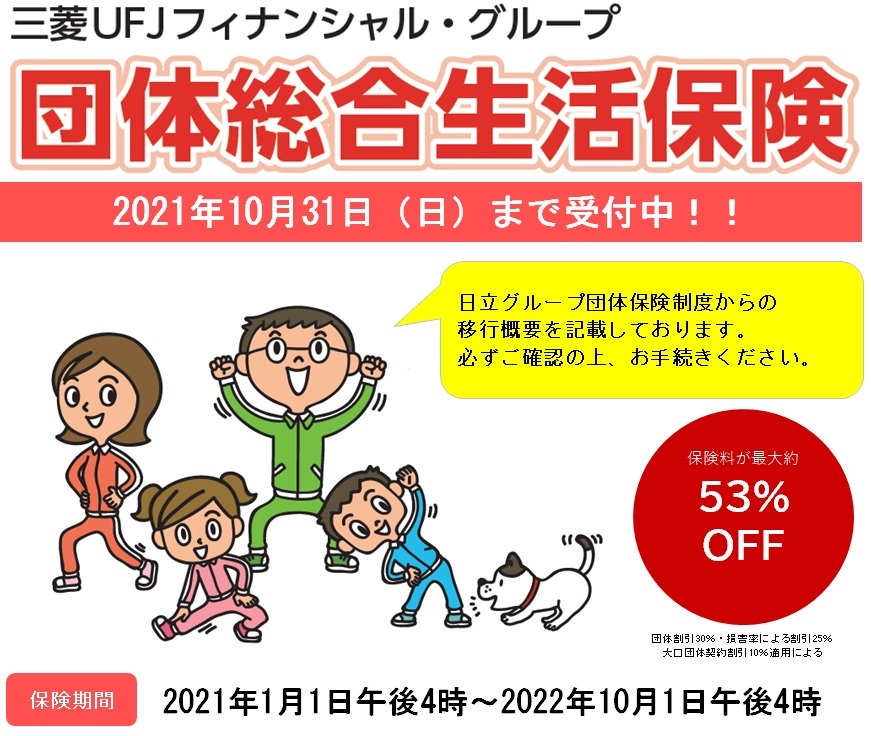 三菱UFJフィナンシャル・グループ
団体総合生活保険
2021年10月31日（日）まで受付中！！
日立グループ団体保険制度からの
移行概要を記載しております。
必ずご確認の上、お手続きください。
保険料が最大約
53%
OFF
団体割引30%・損害率による割引25%
大口団体契約割引10%適用による
保険期間
2021年1月1日午後4時～2022年10月1日午後4時